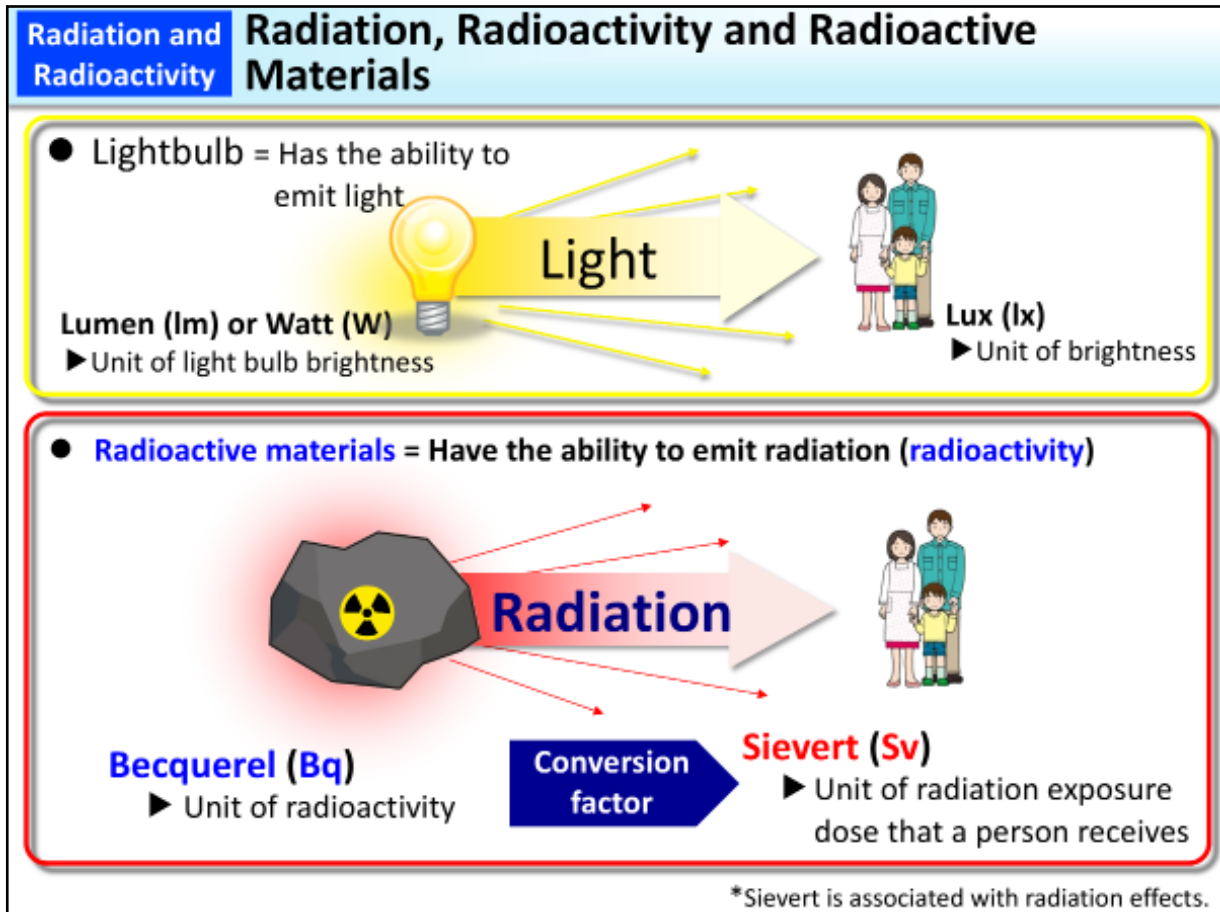 Radiation and
Radioactivity
Radiation, Radioactivity and Radioactive
Materials
● Lightbulb = Has the ability to
emit light
Light
Lumen (lm) or Watt (W)
▶Unit of light bulb brightness
Lux (lx)
▶Unit of brightness
● Radioactive materials = Have the ability to emit radiation (radioactivity)
Radiation
Becquerel (Bq)
▶ Unit of radioactivity
Conversion
factor
Sievert (Sv)
▶Unit of radiation exposure
dose that a person receives
*Sievert is associated with radiation effects.